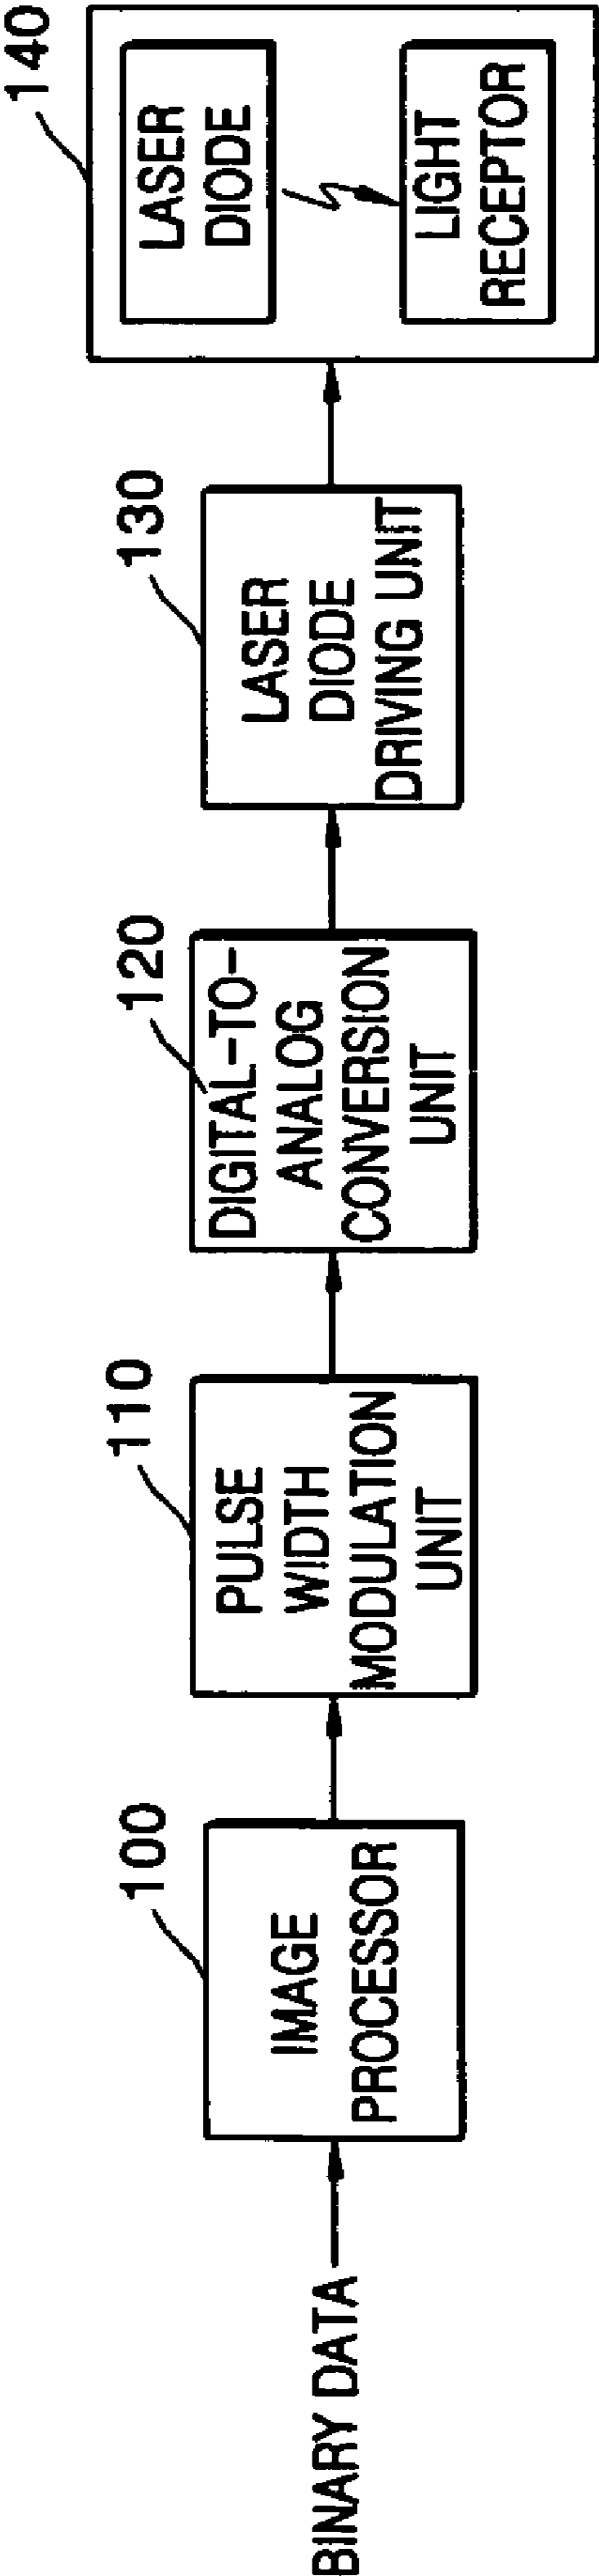 BINARY DATA
100
IMAGE
PROCESSOR
110
PULSE
WIDTH
MODULATION
UNIT
120
DIGITAL-TO-
ANALOG
CONVERSION
UNIT
130
LASER
DIODE
DRIVING UNIT
140
LASER
DIODE
LIGHT
RECEPTOR